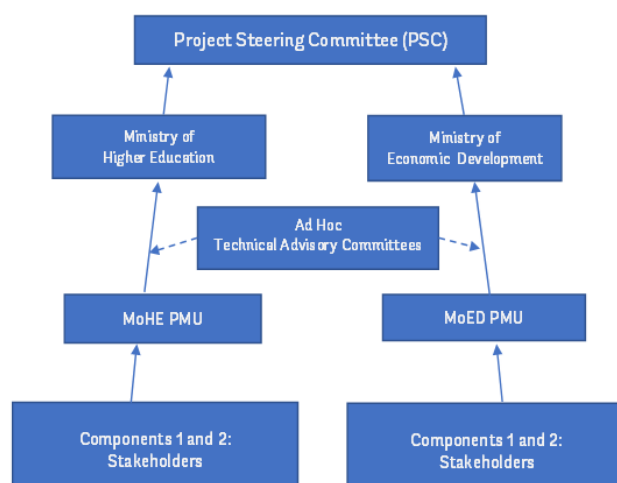 Project Steering Committee (PSC)
Ministry of
Higher Education
Ministry of
Economic Development
Ad Hoc
Technical Advisory Committees
MoHE PMU
MoED PMU
Components 1 and 2:
Stakeholders
Components 1 and 2:
Stakeholders